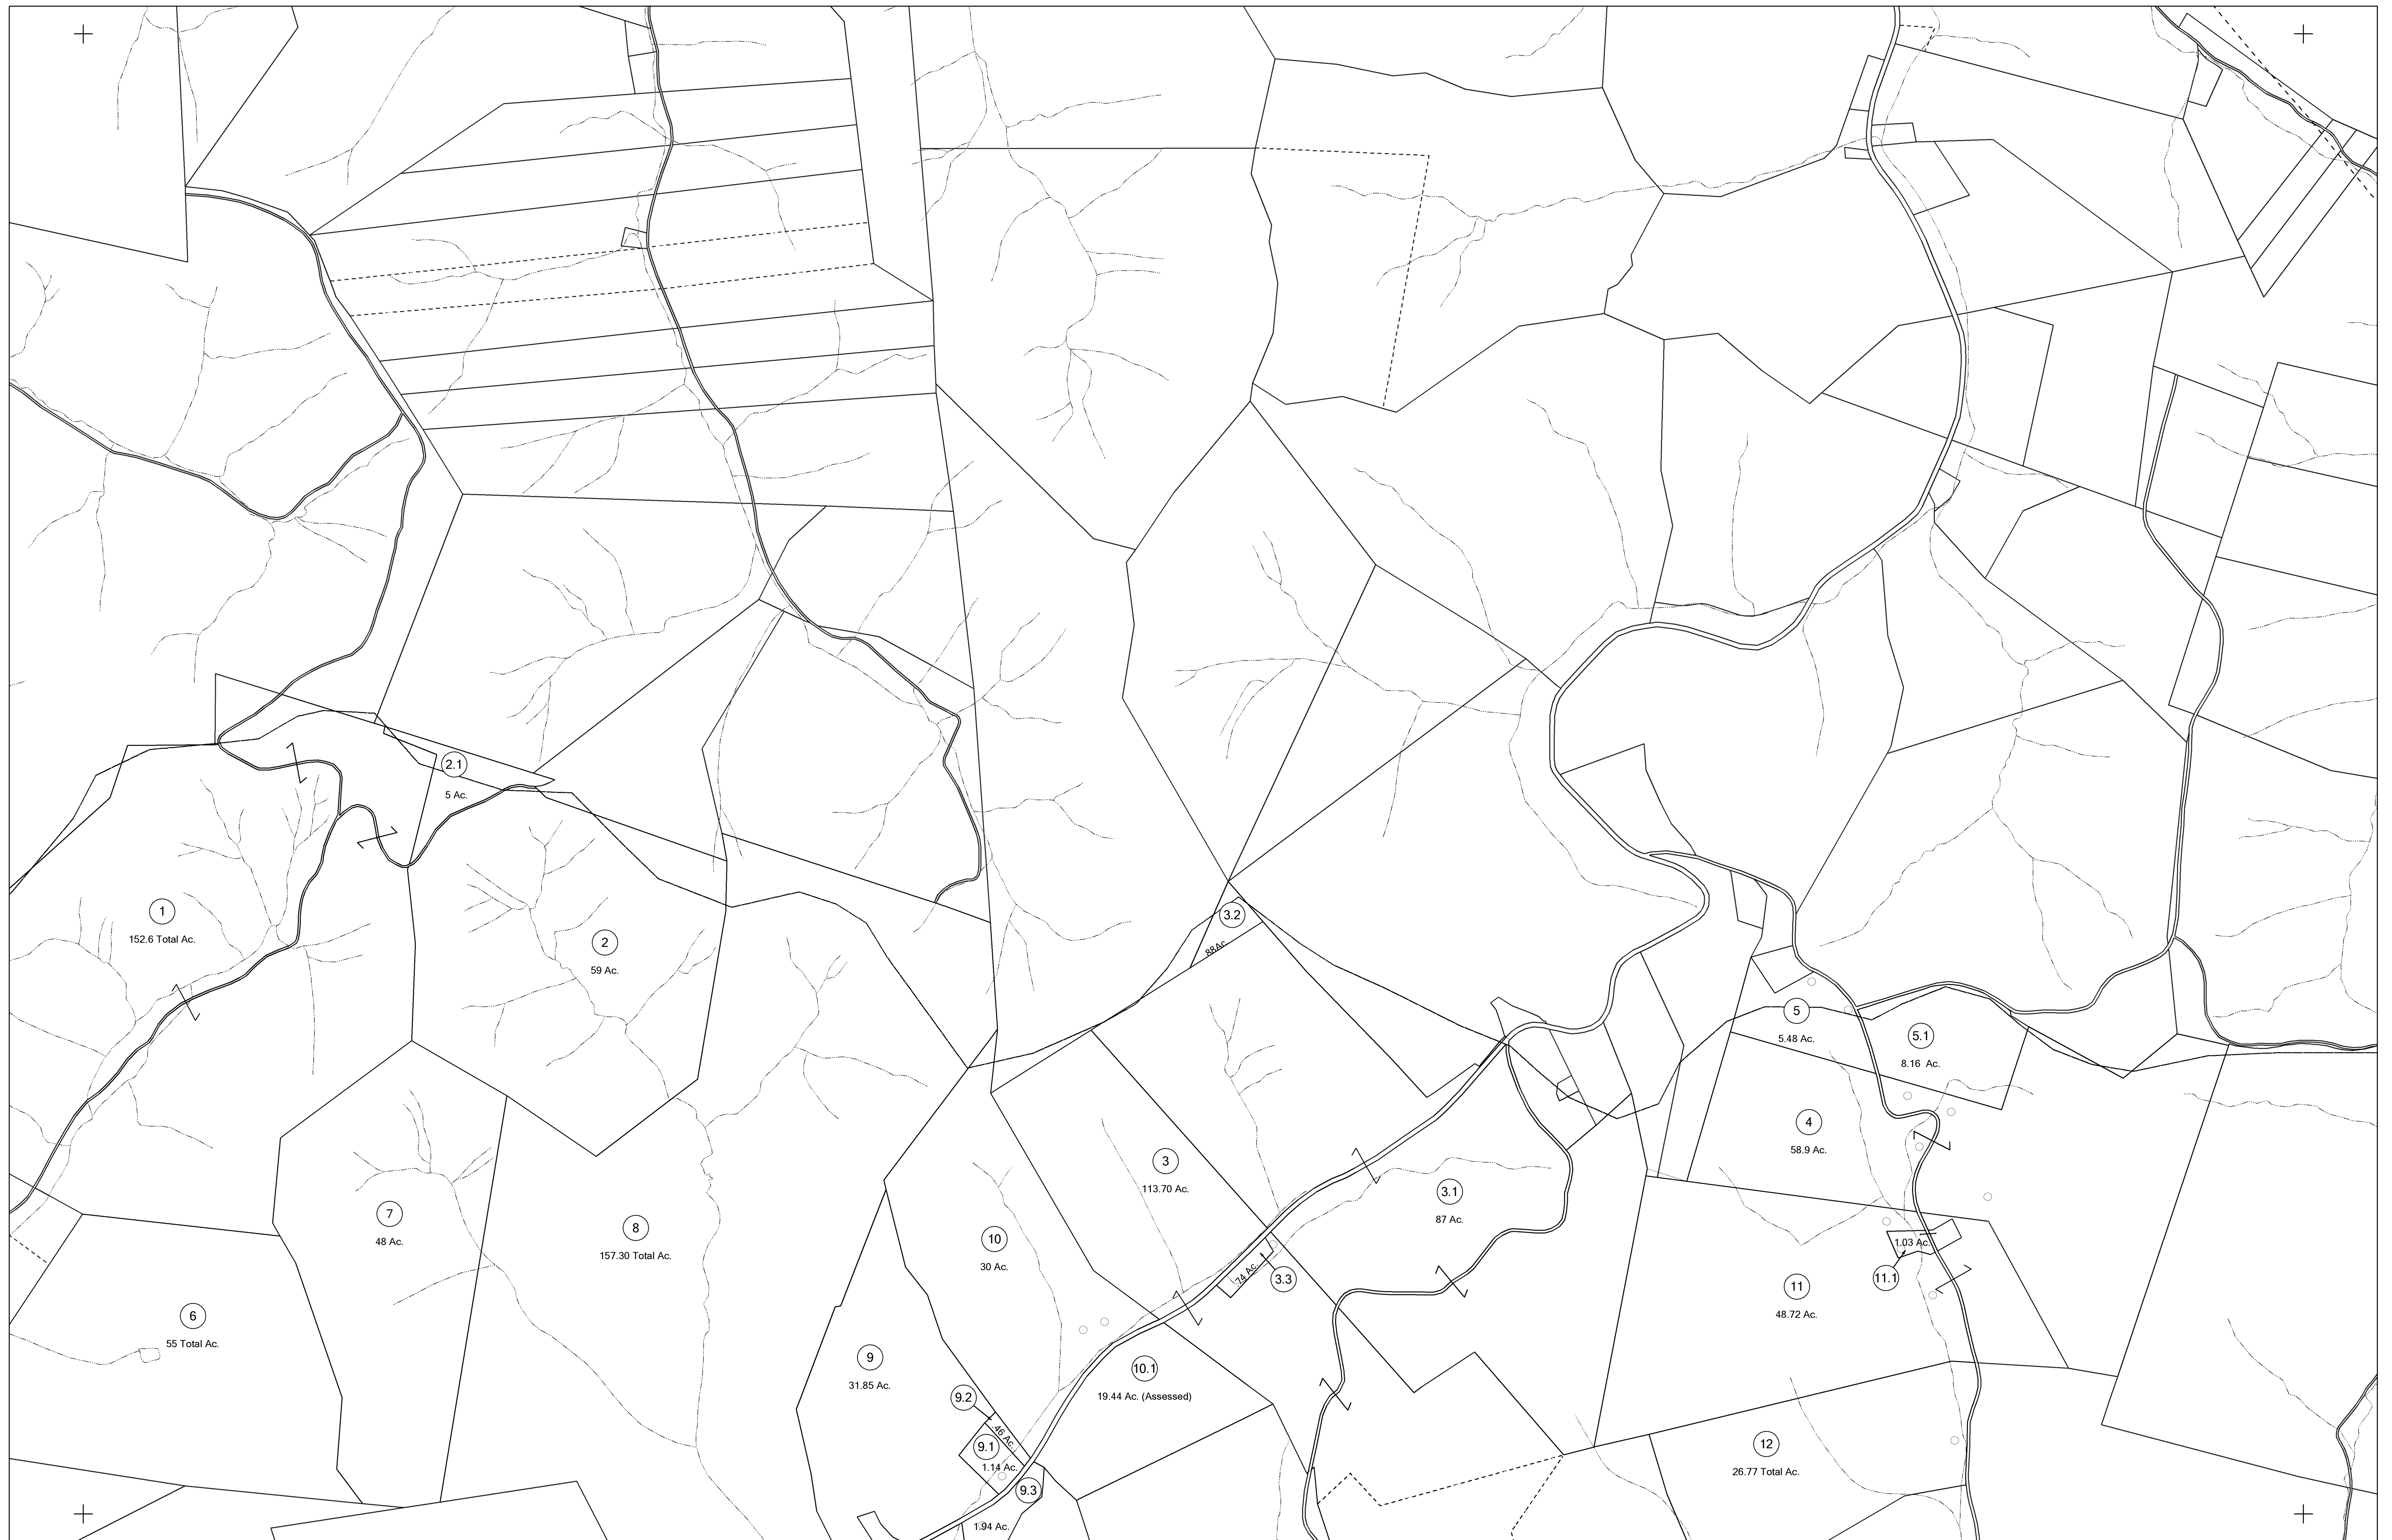 2.1
5 Ac.
1
152.6 Total Ac.
2
59 Ac.
3.2
.88Ac.
5
5.48 Ac.
5.1
8.16 Ac.
4
58.9 Ac.
3
113.70 Ac.
3.1
87 Ac.
7
48 Ac.
8
157.30 Total Ac.
10
30 Ac.
1.03 Ac.
11.1
.74 Ac.
3.3
11
48.72 Ac.
6
55 Total Ac.
9
31.85 Ac.
10.1
19.44 Ac. (Assessed)
9.2
.46 Ac.
9.1
1.14 Ac.
12
26.77 Total Ac.
9.3
1.94 Ac.